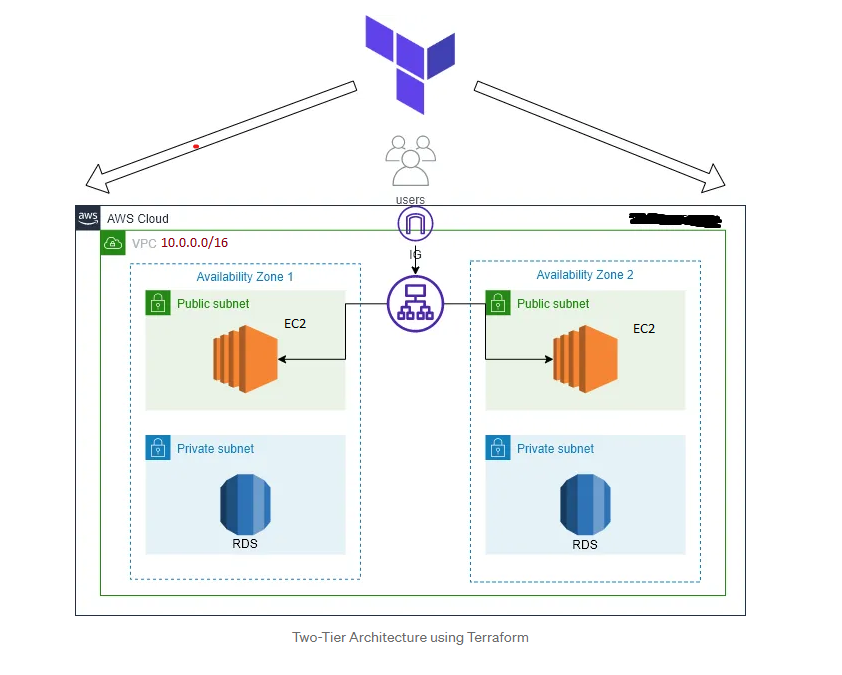 users
aws
AWS Cloud
IG
VPC 10.0.0.0/16
Availability Zone 1
Availability Zone 2
Public subnet
EC2
Public subnet
EC2
Private subnet
RDS
Private subnet
RDS
Two-Tier Architecture using Terraform